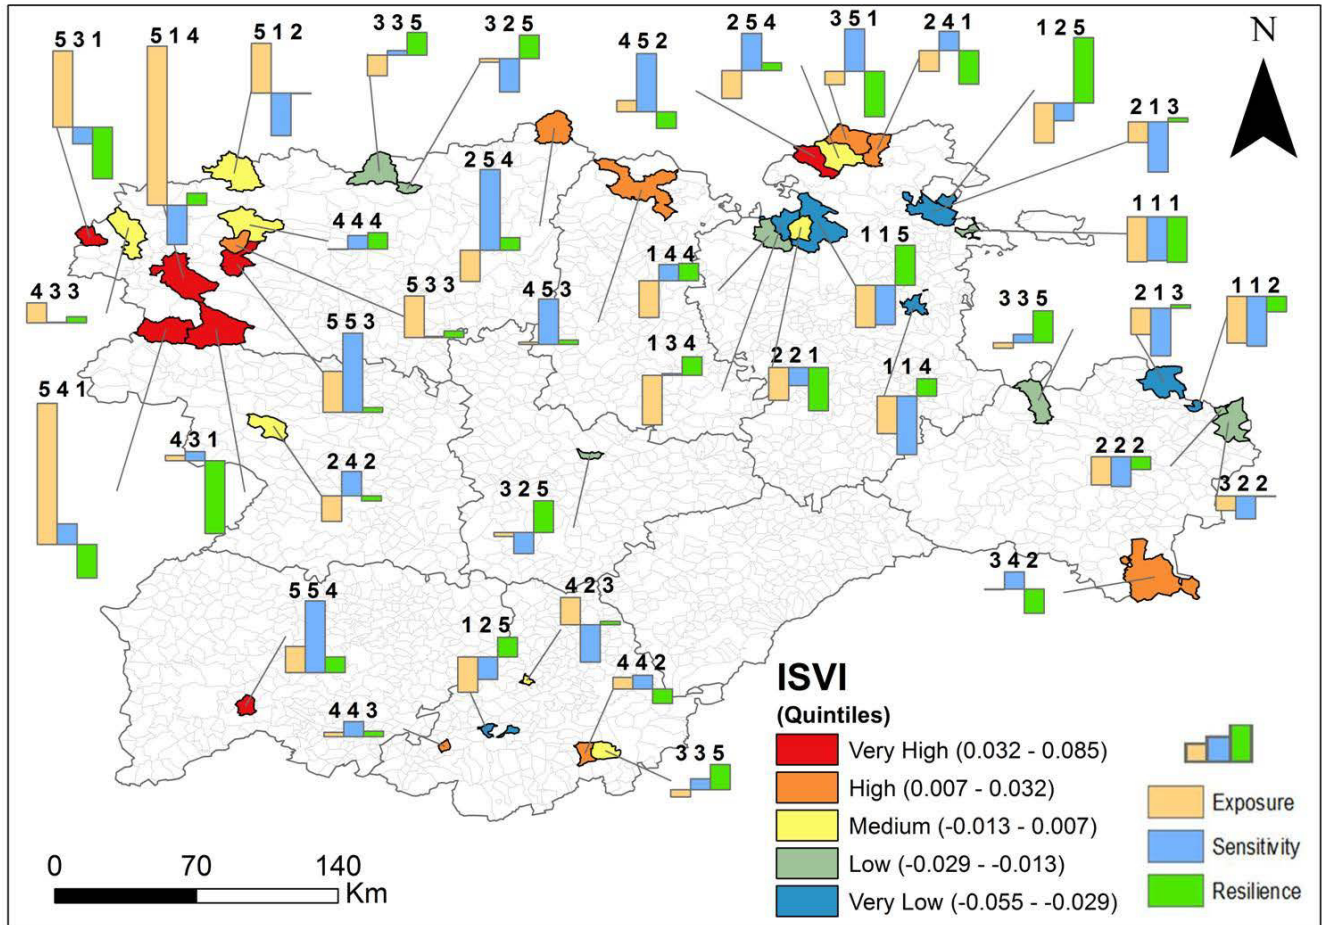 5 3 1
5 1 4
5 1 2
3 3 5
3 2 5
4 5 2
2 5 4
3 5 1
2 4 1
1 2 5
N
2 1 3
2 5 4
4 4 4
1 1 1
4 3 3
5 3 3
4 5 3
1 4 4
1 1 5
5 5 3
3 3 5
2 1 3
1 1 2
1 3 4
2 2 1
1 1 4
5 4 1
4 3 1
2 4 2
3 2 5
2 2 2
3 2 2
3 4 2
5 5 4
4 2 3
1 2 5
4 4 2
4 4 3
3 3 5
ISVI
(Quintiles)
Very High (0.032 - 0.085)
High (0.007 - 0.032)
Medium (-0.013 - 0.007)
Low (-0.029 - -0.013)
Very Low (-0.055 - -0.029)
Exposure
Sensitivity
Resilience
0 70 140
Km